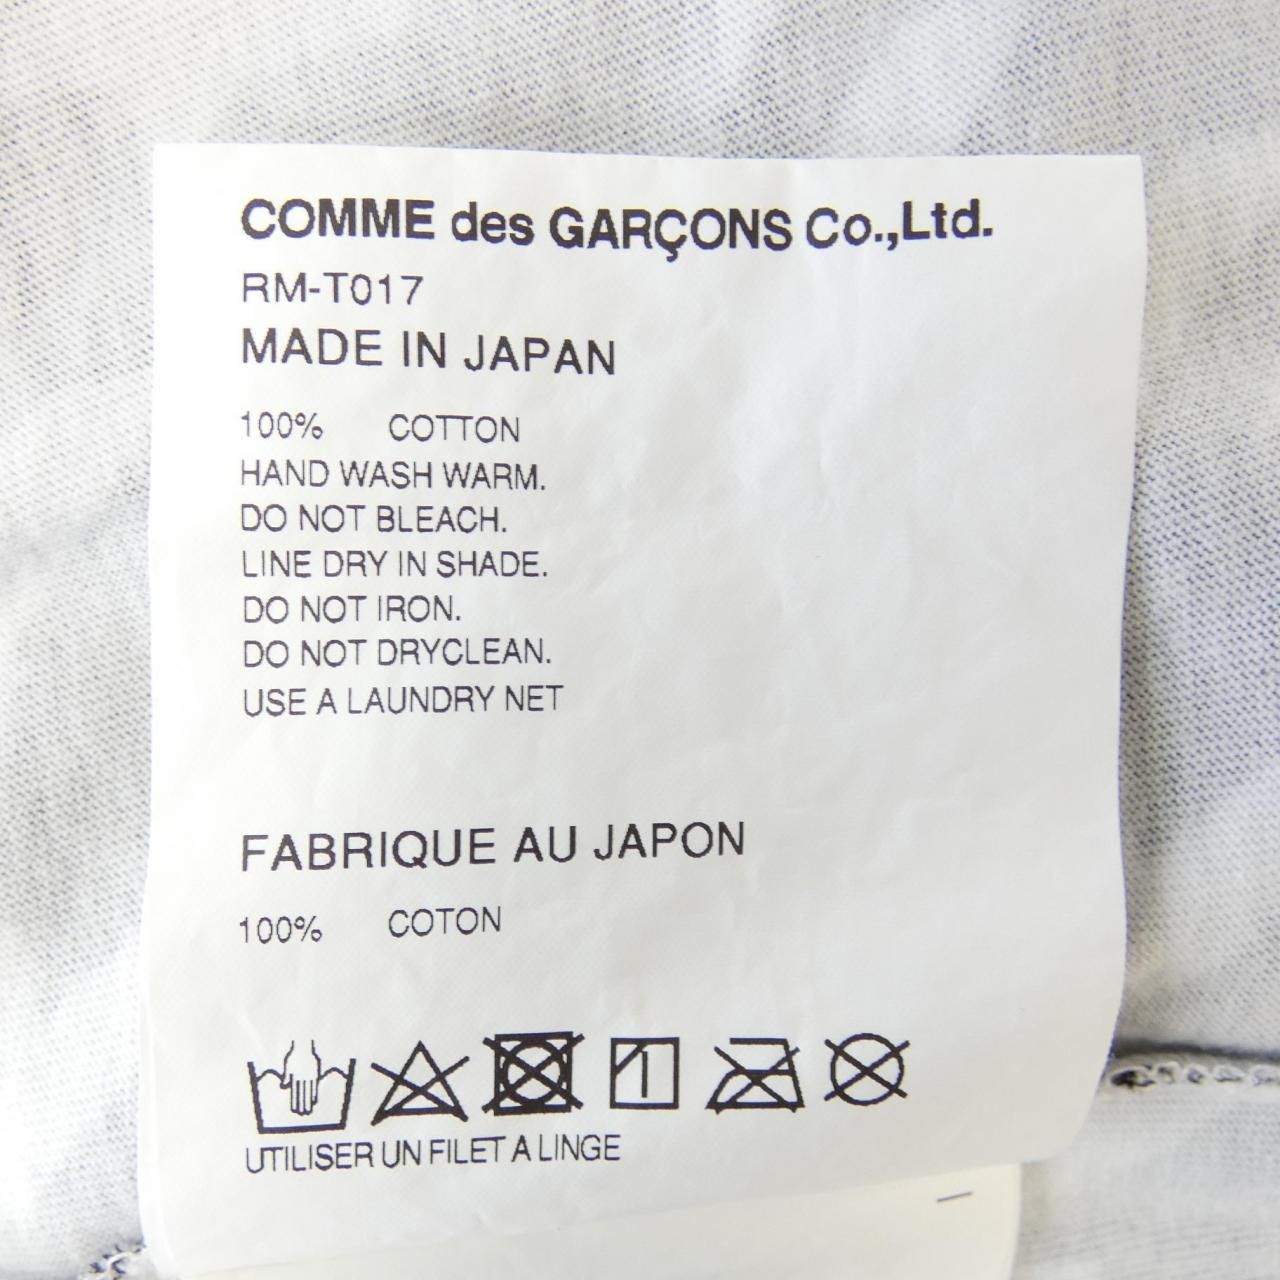 COMME des GARÇONS Co.,Ltd.
RM-T017
MADE IN JAPAN
100% COTTON
HAND WASH WARM.
DO NOT BLEACH.
LINE DRY IN SHADE.
DO NOT IRON.
DO NOT DRYCLEAN.
USE A LAUNDRY NET
FABRIQUE AU JAPON
100% COTON
UTILISER UN FILET A LINGE